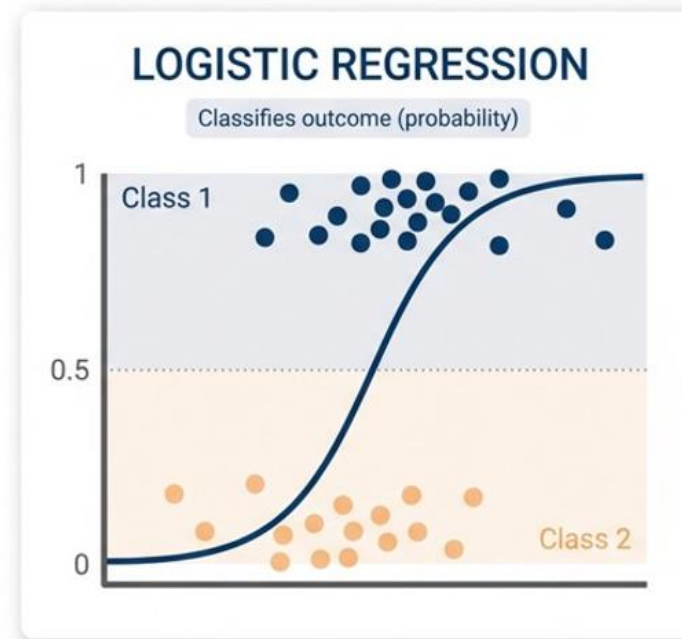 LOGISTIC REGRESSION
Classifies outcome (probability)
1
Class 1
0.5
Class 2
0